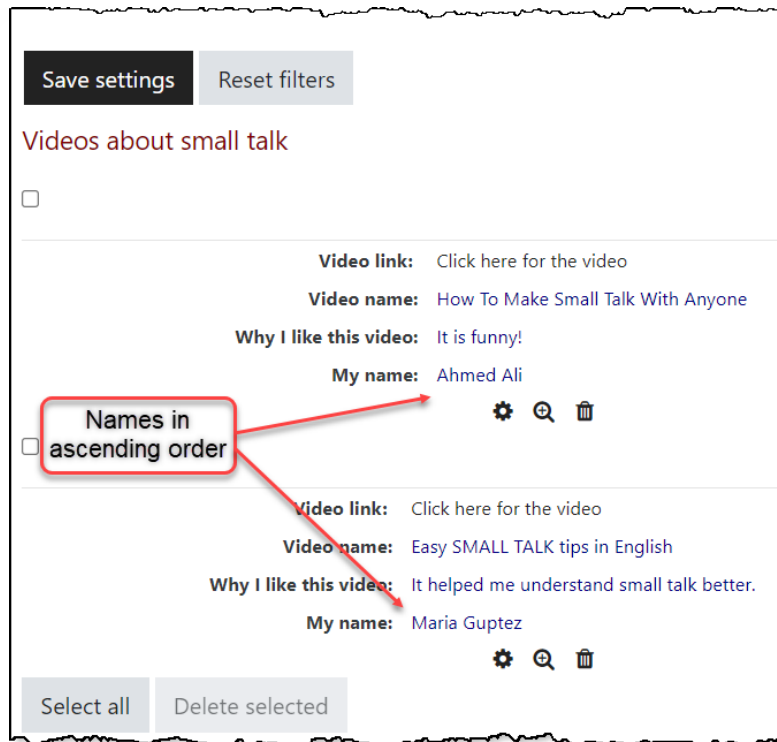 Save settings Reset filters
Videos about small talk
Video link: Click here for the video
Video name: How To Make Small Talk With Anyone
Why I like this video: It is funny!
My name: Ahmed Ali
Names in
ascending order
Video link: Click here for the video
Video name: Easy SMALL TALK tips in English
Why I like this video: It helped me understand small talk better.
My name: Maria Guptez
Select all Delete selected